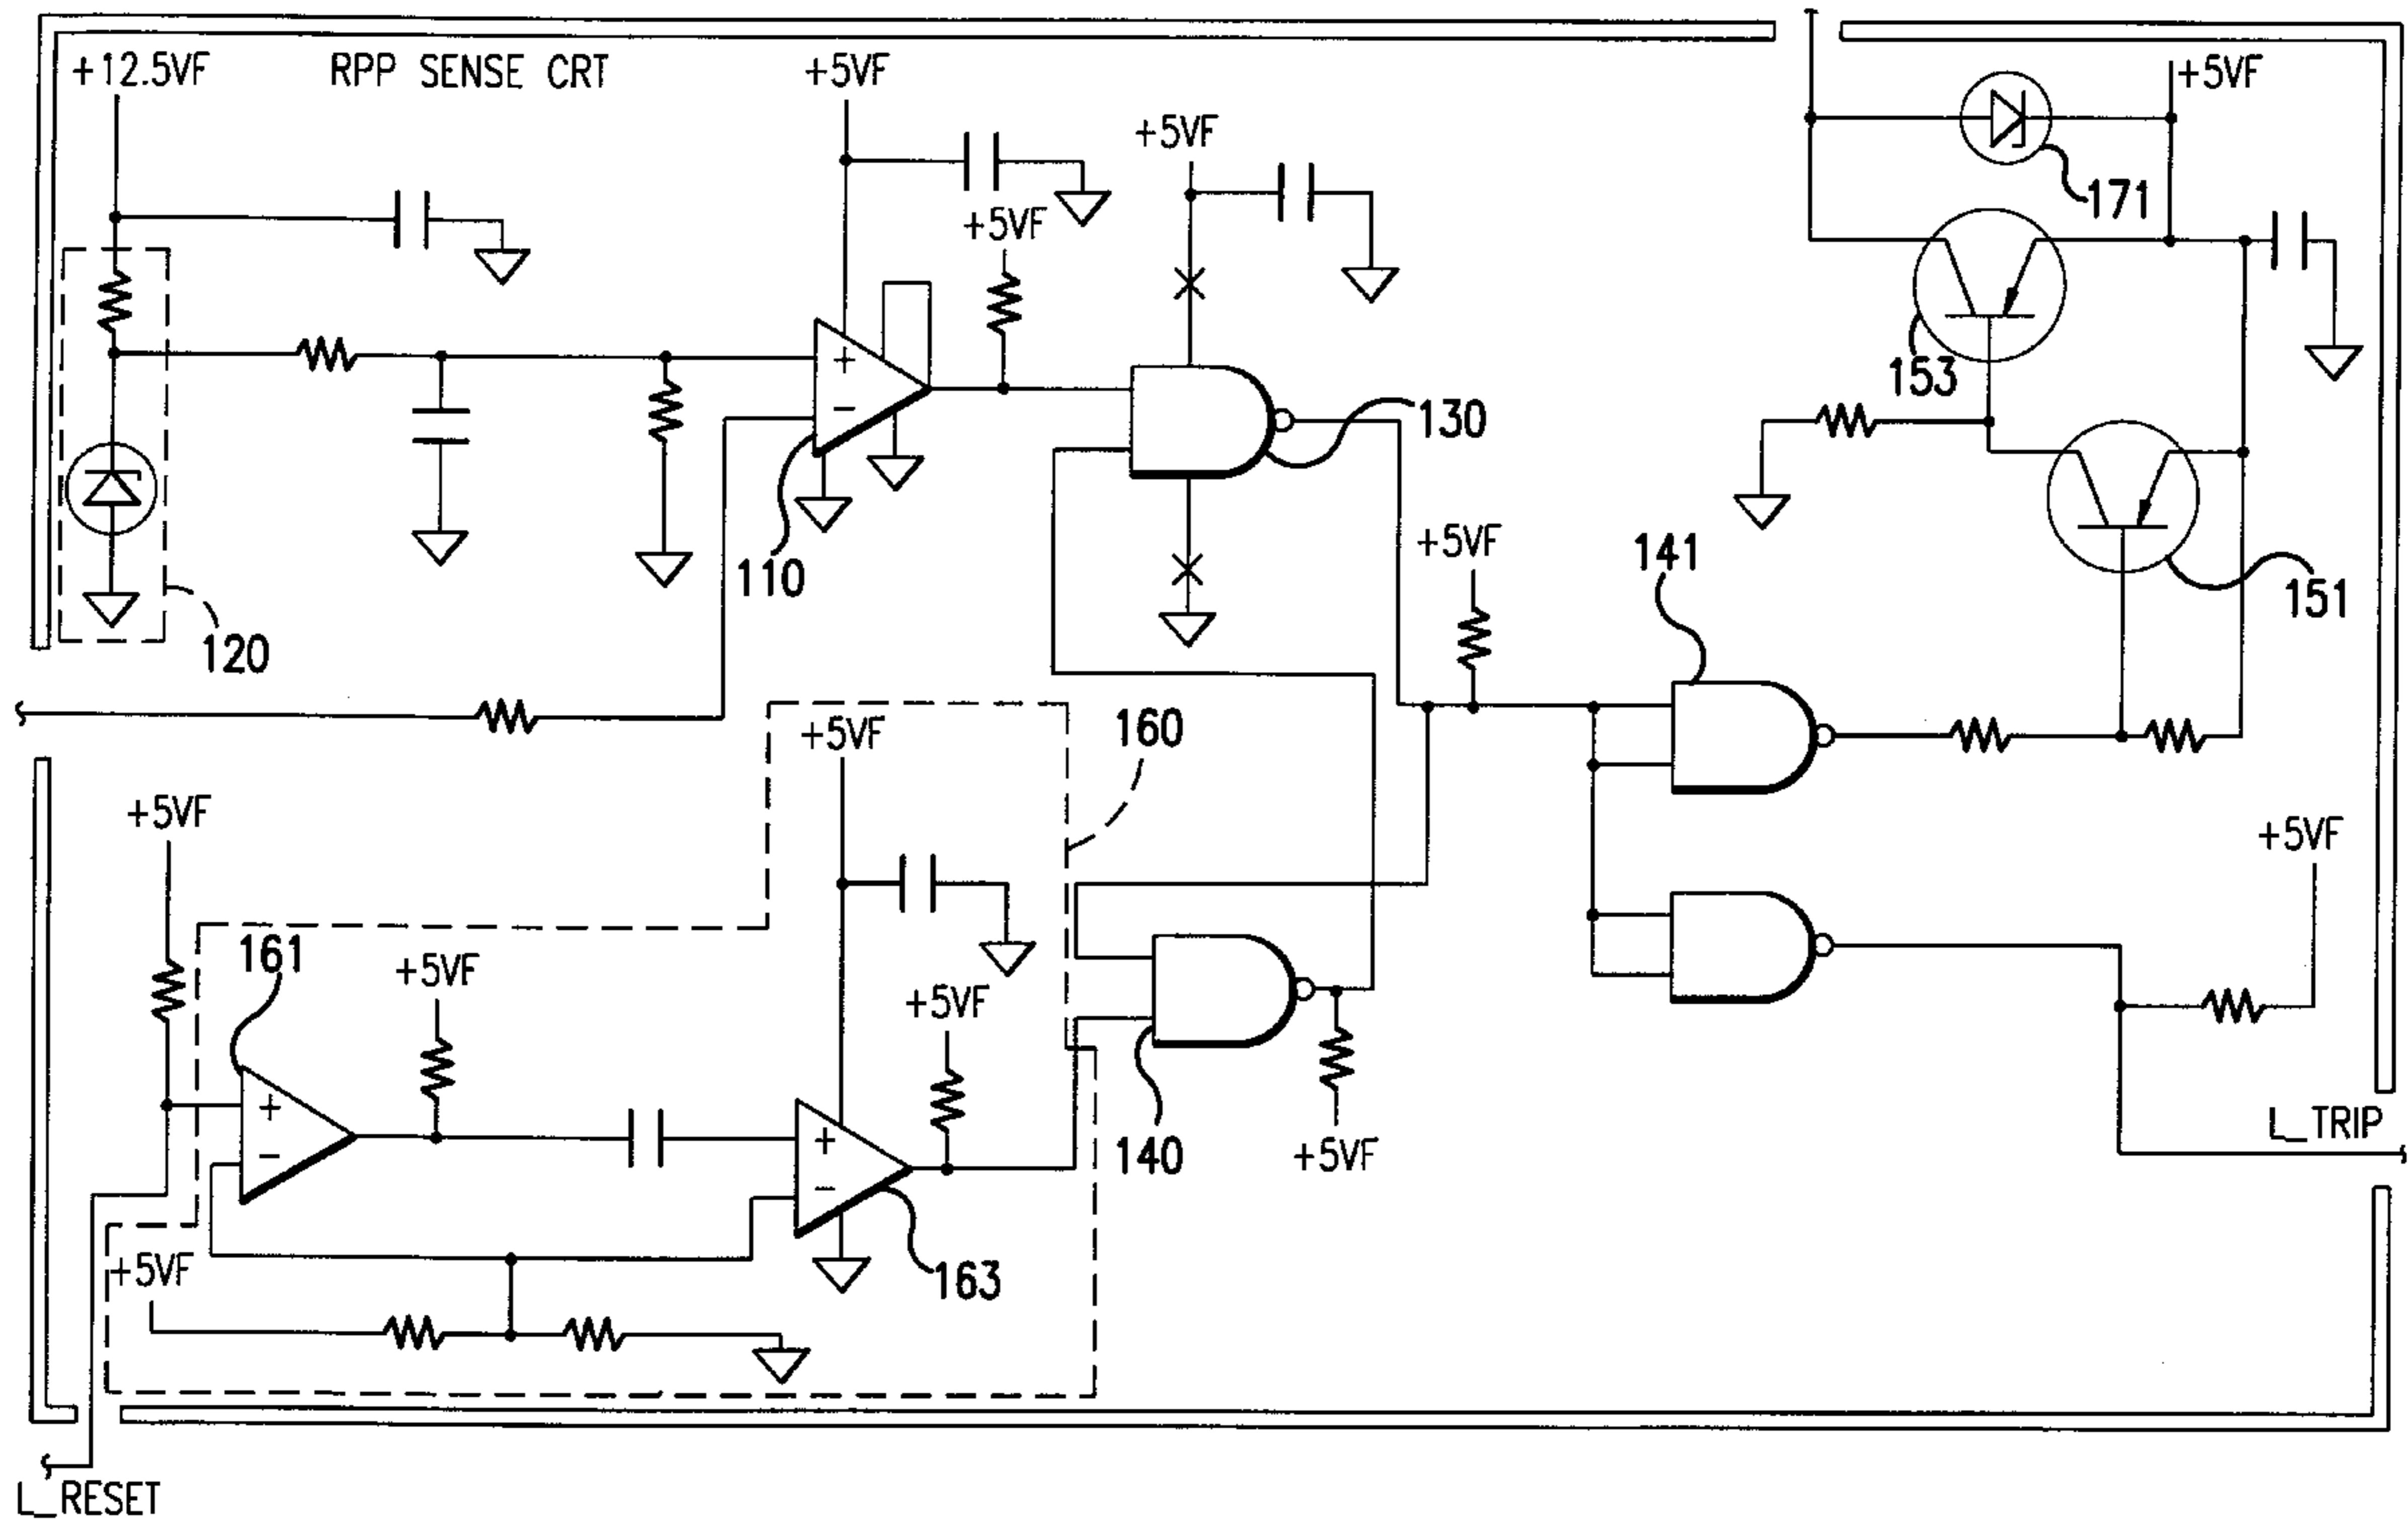 +12.5VF
RPP SENSE CRT
+5VF
+5VF
+5VF
+5VF
171
153
130
110
+5VF
141
151
120
+5VF
160
+5VF
+5VF
161
+5VF
+5VF
L_TRIP
140
+5VF
+5VF
163
L_RESET